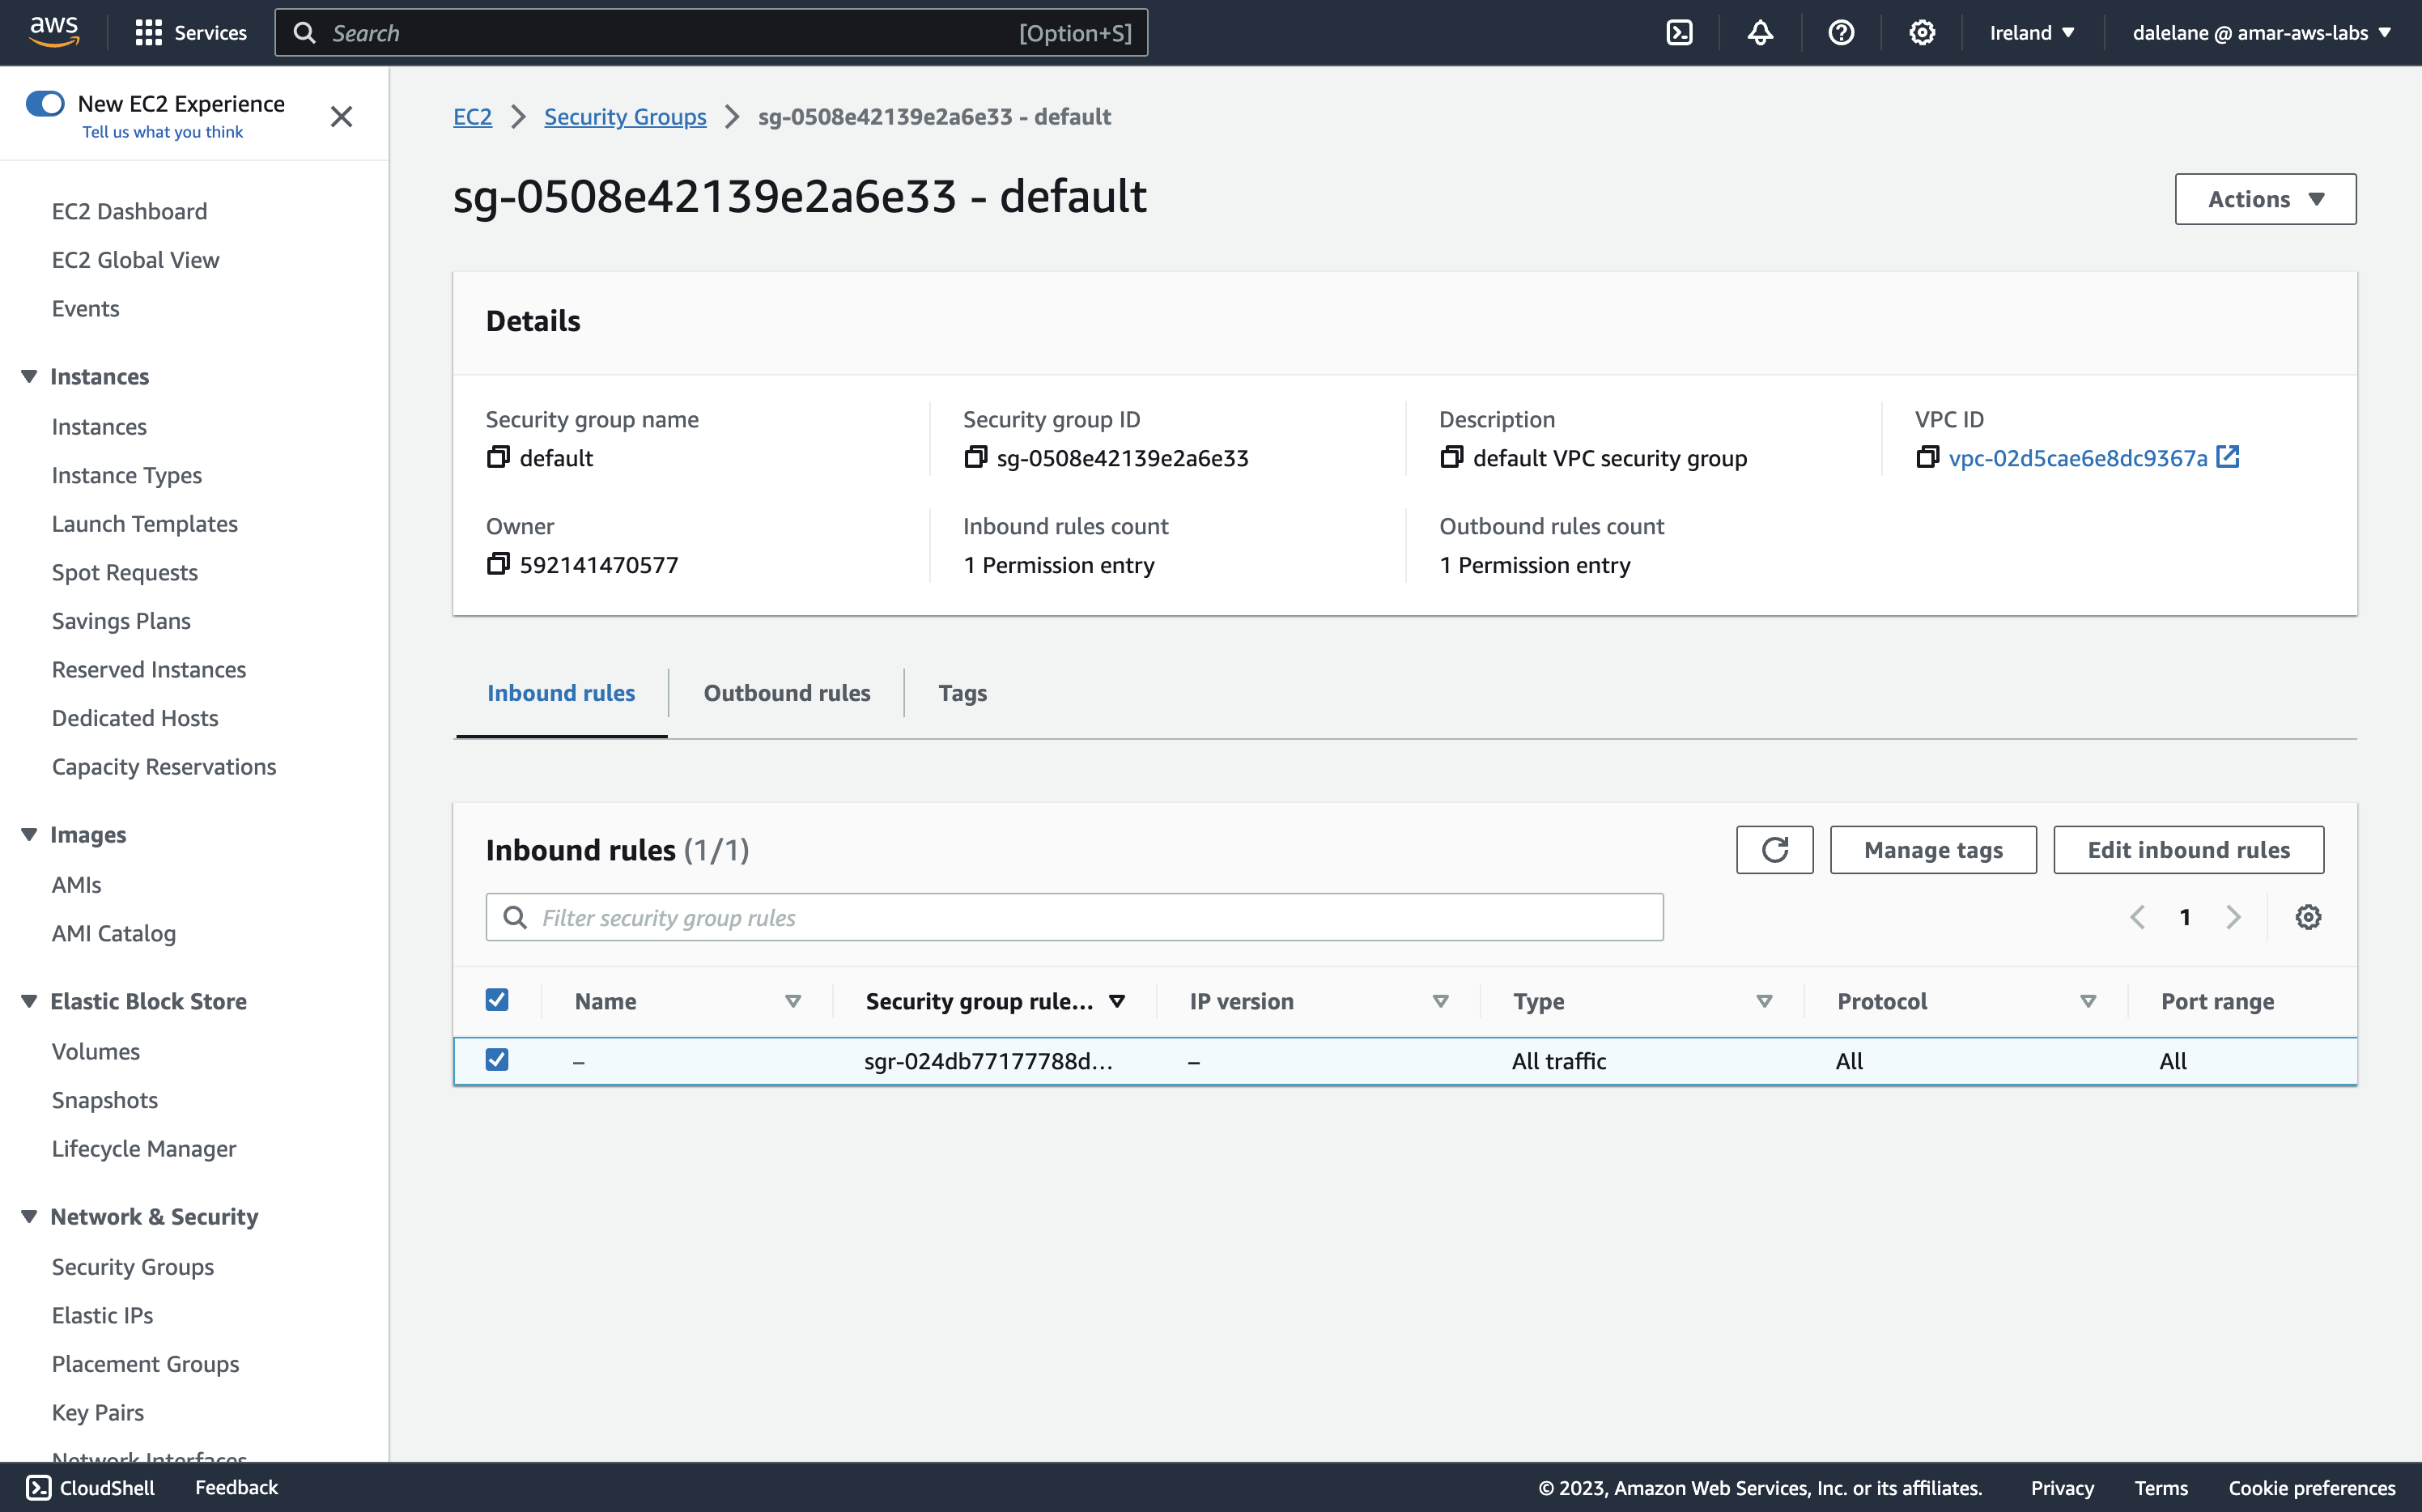 aws
Services
Search
[Option+S]
Ireland
dalelane @ amar-aws-labs
New EC2 Experience
Tell us what you think
EC2 Dashboard
EC2 Global View
Events
Instances
Instances
Instance Types
Launch Templates
Spot Requests
Savings Plans
Reserved Instances
Dedicated Hosts
Capacity Reservations
Images
AMIs
AMI Catalog
Elastic Block Store
Volumes
Snapshots
Lifecycle Manager
Network & Security
Security Groups
Elastic IPs
Placement Groups
Key Pairs
Network Interfaces
EC2 > Security Groups > sg-0508e42139e2a6e33 - default
sg-0508e42139e2a6e33 - default
Actions
Details
Security group name
default
Security group ID
sg-0508e42139e2a6e33
Description
default VPC security group
VPC ID
vpc-02d5cae6e8dc9367a
Owner
592141470577
Inbound rules count
1 Permission entry
Outbound rules count
1 Permission entry
Inbound rules
Outbound rules
Tags
Inbound rules (1/1)
Manage tags
Edit inbound rules
Filter security group rules
1
Name
Security group rule...
IP version
Type
Protocol
Port range
–
sgr-024db77177788d...
–
All traffic
All
All
CloudShell
Feedback
© 2023, Amazon Web Services, Inc. or its affiliates.
Privacy
Terms
Cookie preferences